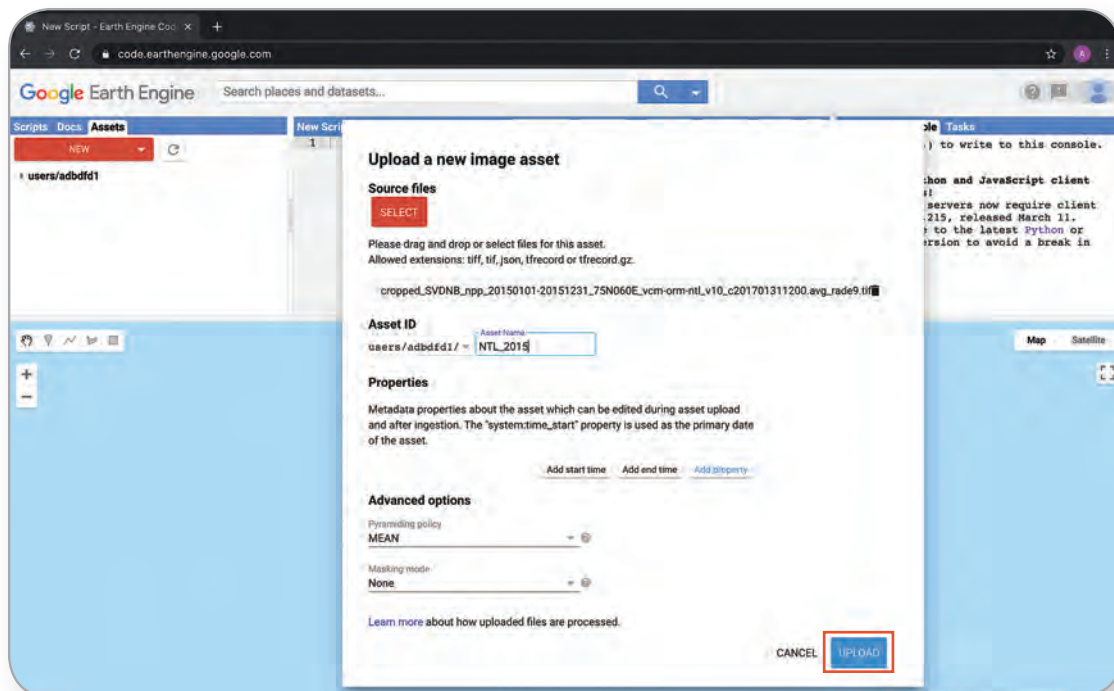 New Script - Earth Engine Cod
code.earthengine.google.com
A
Google Earth Engine
Search places and datasets...
Scripts Docs Assets
NEW
users/adbdfd1
New Scri
1
Upload a new image asset
Source files
SELECT
Please drag and drop or select files for this asset.
Allowed extensions: tiff, tif, json, tfrecord or tfrecord.gz.
cropped_SVDNB_npp_20150101-20151231_75N060E_vcm-orm-ntl_v10_c201701311200.avg_rade9.tif
Asset ID
Asset Name
users/adbdfd1/ NTL_2015
Properties
Metadata properties about the asset which can be edited during asset upload
and after ingestion. The "system:time_start" property is used as the primary date
of the asset.
Add start time Add end time Add property
Advanced options
Pyramiding policy
MEAN
Masking mode
None
Learn more about how uploaded files are processed.
CANCEL UPLOAD
ole Tasks
) to write to this console.
hon and JavaScript client
s!
servers now require client
215, released March 11.
e to the latest Python or
ersion to avoid a break in
Map Satellite